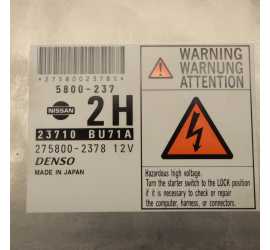 *2758002378S*
5800-237
NISSAN
2H
23710 BU71A
275800-2378 12V
DENSO
MADE IN JAPAN
WARNING
WARNUNG
ATTENTION
Hazardous high voltage.
Turn the starter switch to the LOCK position
if it is necessary to check or repair
the computer, harness, or connectors.